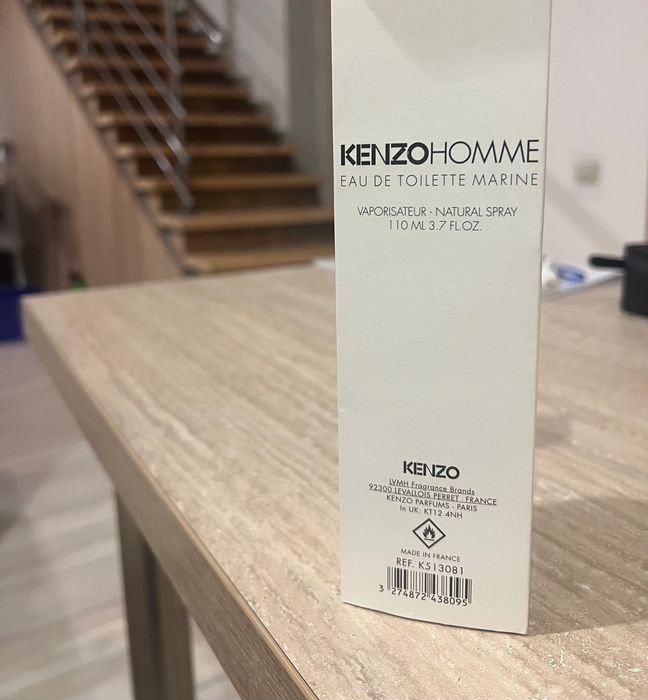 KENZOHOMME
EAU DE TOILETTE MARINE
VAPORISATEUR - NATURAL SPRAY
110 ML 3.7 FL.OZ.
KENZO
LVMH Fragrance Brands
92300 LEVALLOIS PERRET . FRANCE
KENZO PARFUMS - PARIS
In UK: KT12 4NH
MADE IN FRANCE
REF. K513081
3 274872 438095